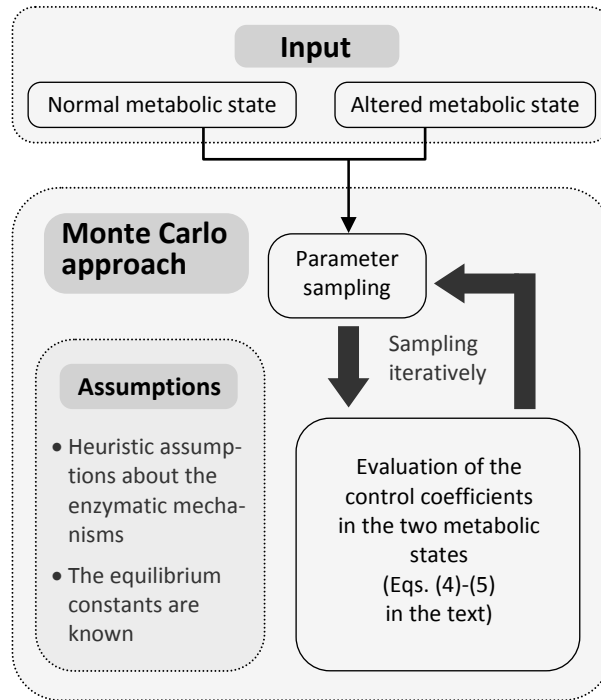 Input
Normal metabolic state
Altered metabolic state
Monte Carlo
approach
Parameter
sampling
Sampling
iteratively
Assumptions
• Heuristic assump-
tions about the
enzymatic mecha-
nisms
• The equilibrium
constants are
known
Evaluation of the
control coefficients
in the two metabolic
states
(Eqs. (4)-(5)
in the text)